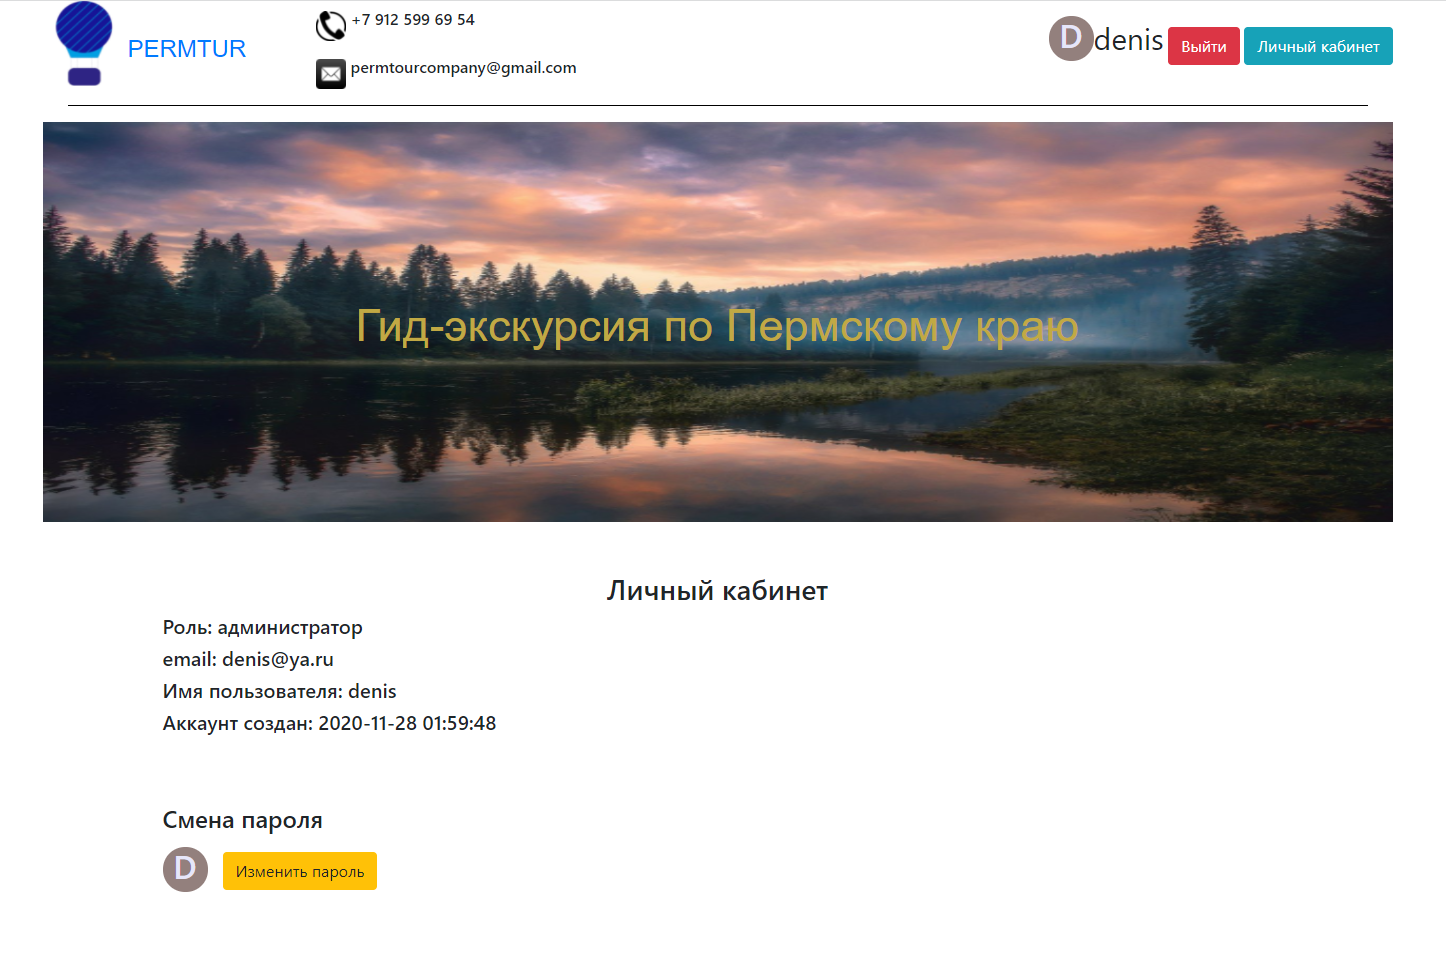 PERMTUR
+7 912 599 69 54
permtourcompany@gmail.com
D denis Выйти Личный кабинет
Гид-экскурсия по Пермскому краю
Личный кабинет
Роль: администратор
email: denis@ya.ru
Имя пользователя: denis
Аккаунт создан: 2020-11-28 01:59:48
Смена пароля
D Изменить пароль